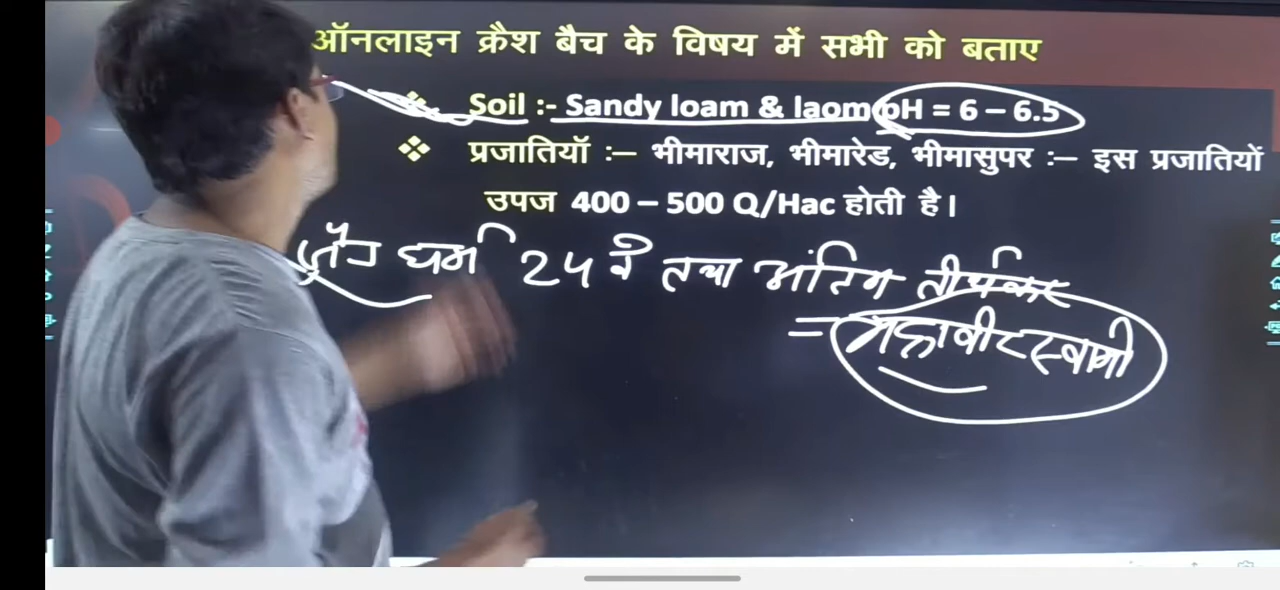 ऑनलाइन क्रैश बैच के विषय में सभी को बताए
Soil :- Sandy loam & laom pH = 6 – 6.5
प्रजातियॉ :– भीमाराज, भीमारेड, भीमासुपर :– इस प्रजातियों
उपज 400 – 500 Q/Hac होती है।
जैन धर्म 24 वे तथा अंतिम तीर्थकर
= महावीर स्वामी